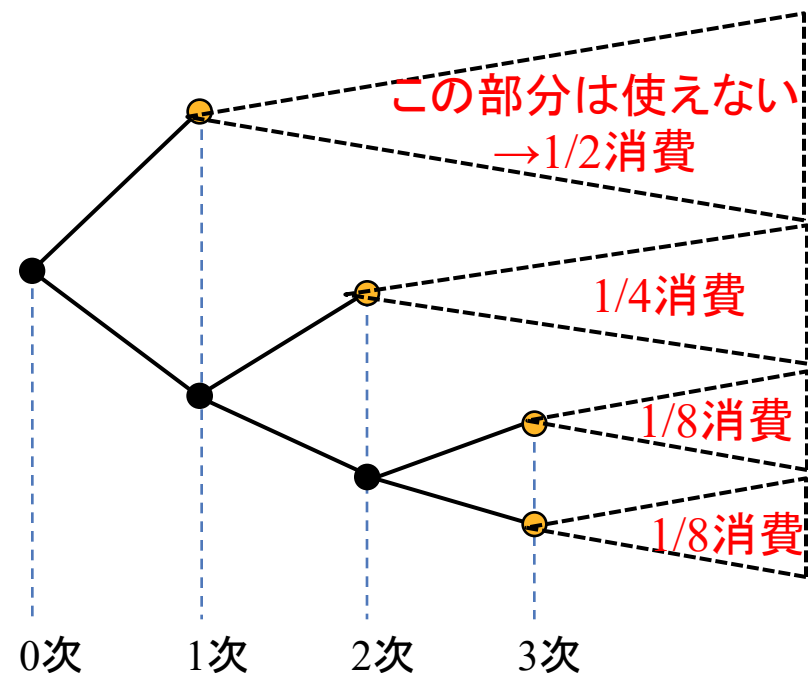 この部分は使えない
→1/2消費
1/4消費
1/8消費
1/8消費
0次 1次 2次 3次